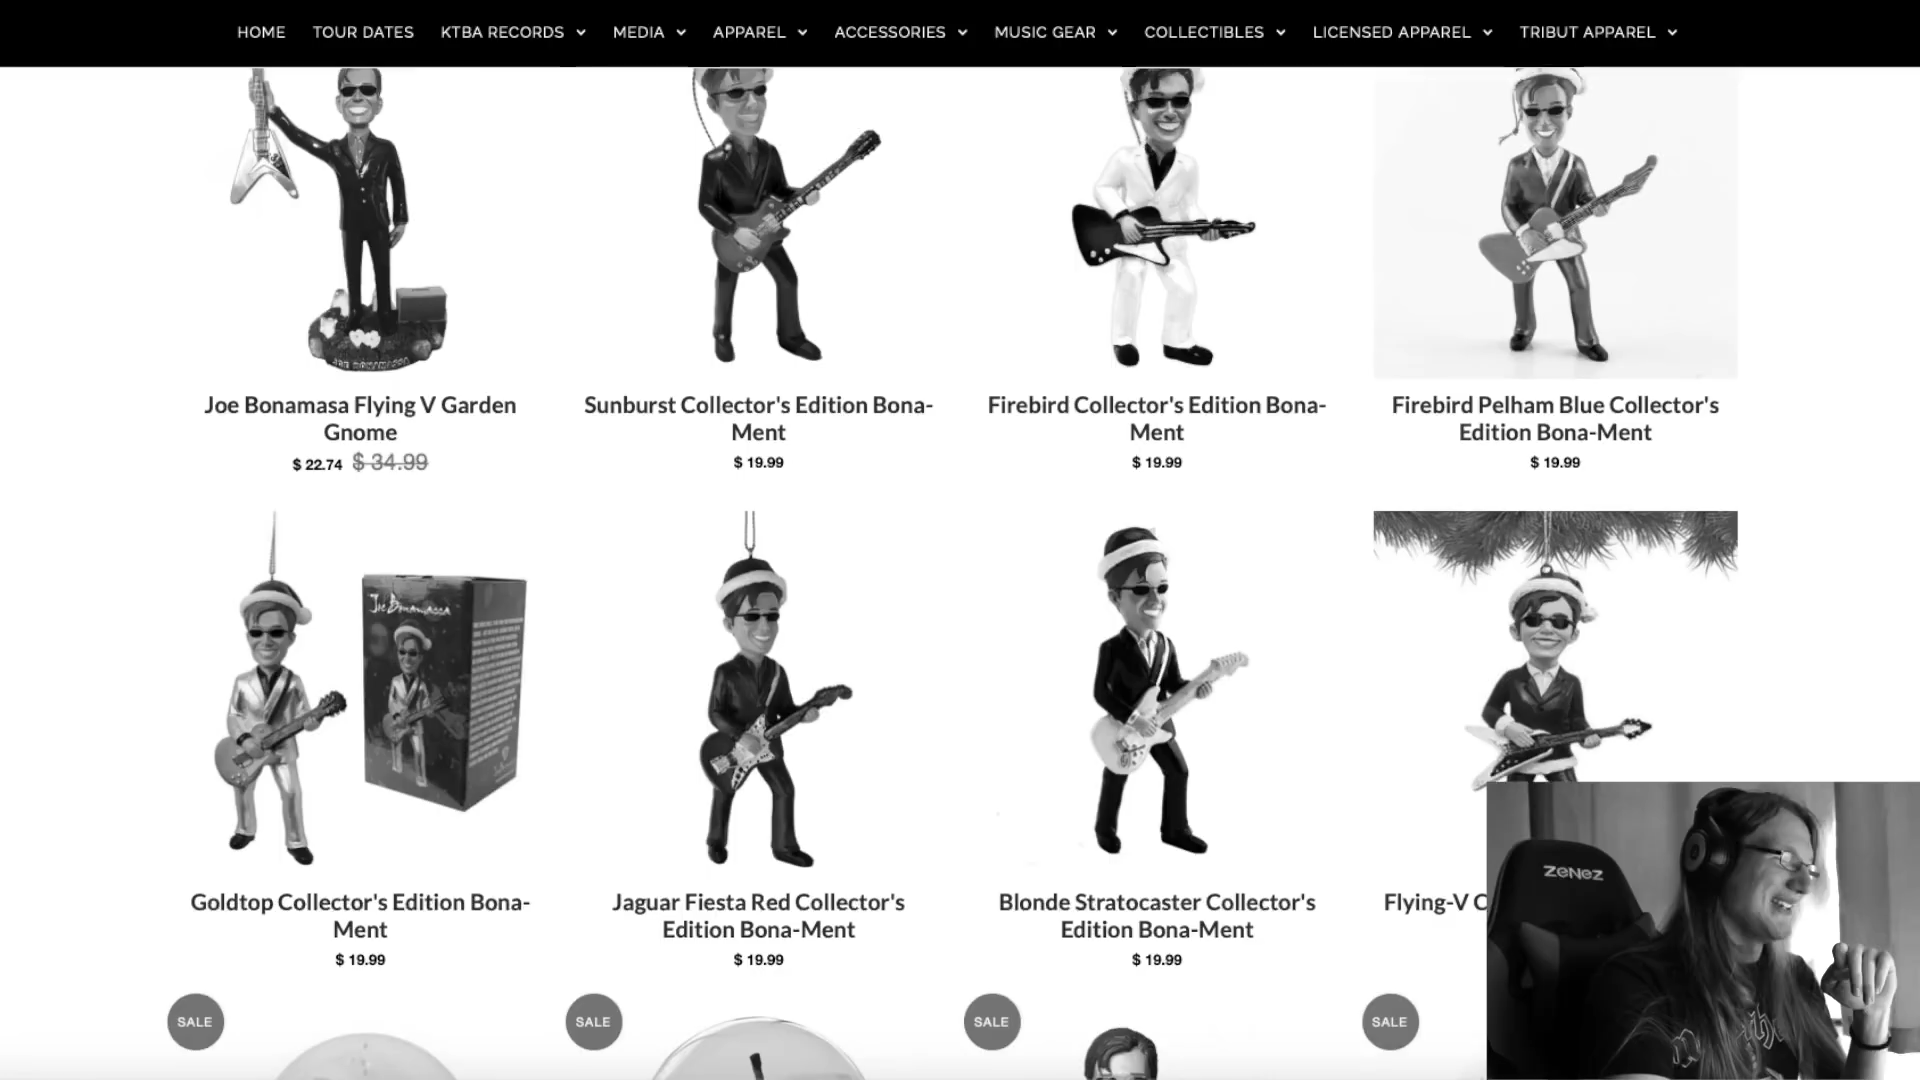 HOME TOUR DATES KTBA RECORDS MEDIA APPAREL ACCESSORIES MUSIC GEAR COLLECTIBLES LICENSED APPAREL TRIBUT APPAREL
JOE BONAMASSA
Joe Bonamasa Flying V Garden
Gnome
$ 22.74 $ 34.99
Sunburst Collector's Edition Bona-
Ment
$ 19.99
Firebird Collector's Edition Bona-
Ment
$ 19.99
Firebird Pelham Blue Collector's
Edition Bona-Ment
$ 19.99
Joe Bonamassa
Goldtop Collector's Edition Bona-
Ment
$ 19.99
Jaguar Fiesta Red Collector's
Edition Bona-Ment
$ 19.99
Blonde Stratocaster Collector's
Edition Bona-Ment
$ 19.99
Flying-V C
ZENEZ
SALE
SALE
SALE
SALE